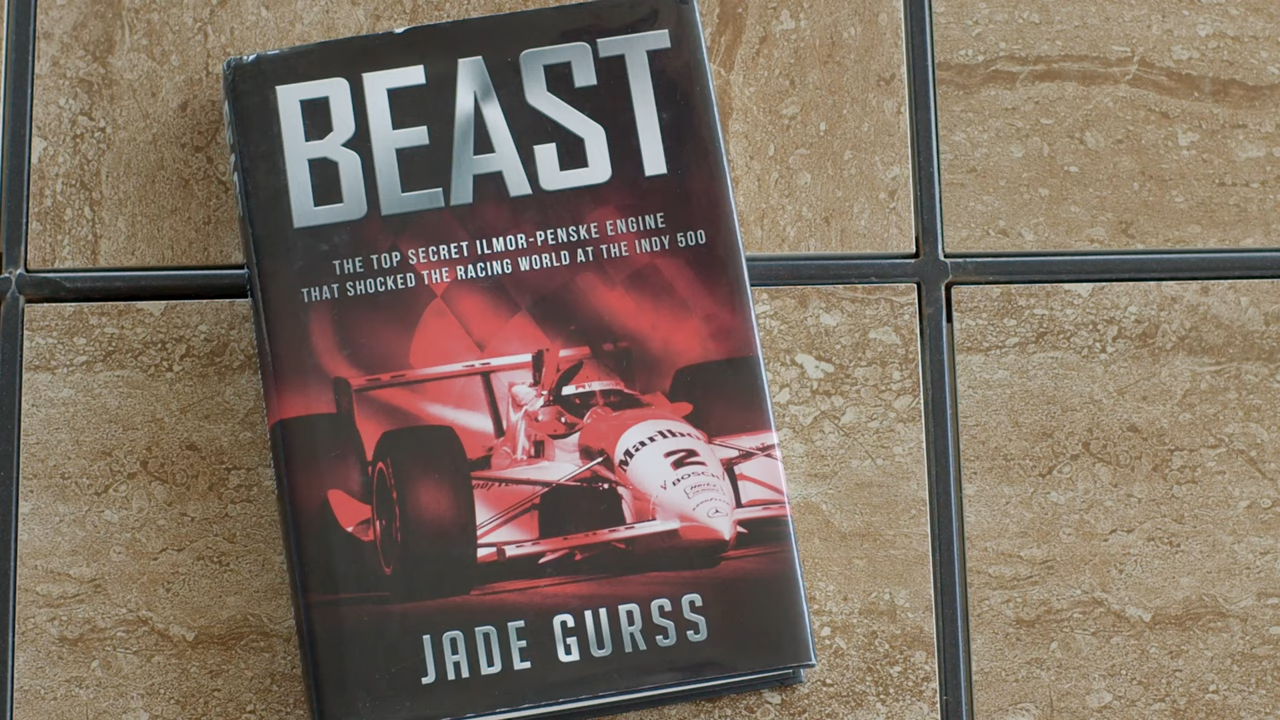 BEAST
THE TOP SECRET ILMOR-PENSKE ENGINE
THAT SHOCKED THE RACING WORLD AT THE INDY 500
Marlboro
2
BOSCH
JADE GURSS